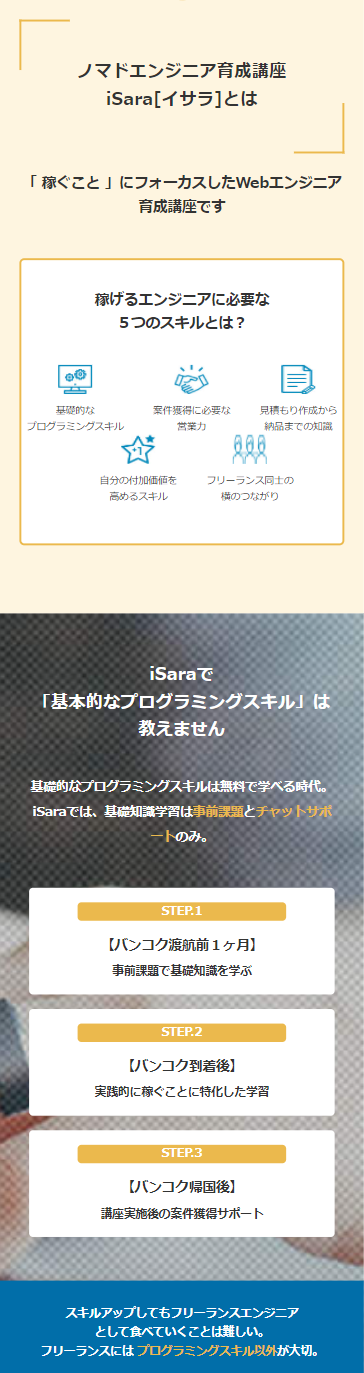 ノマドエンジニア育成講座
iSara[イサラ]とは
「 稼ぐこと 」にフォーカスしたWebエンジニア
育成講座です
稼げるエンジニアに必要な
５つのスキルとは？
基礎的な
プログラミングスキル
案件獲得に必要な
営業力
見積もり作成から
納品までの知識
+1
自分の付加価値を
高めるスキル
フリーランス同士の
横のつながり
iSaraで
「基本的なプログラミングスキル」は
教えません
基礎的なプログラミングスキルは無料で学べる時代。
iSaraでは、基礎知識学習は事前課題とチャットサポ
ートのみ。
STEP.1
【バンコク渡航前１ヶ月】
事前課題で基礎知識を学ぶ
STEP.2
【バンコク到着後】
実践的に稼ぐことに特化した学習
STEP.3
【バンコク帰国後】
講座実施後の案件獲得サポート
スキルアップしてもフリーランスエンジニア
として食べていくことは難しい。
フリーランスには プログラミングスキル以外が大切。